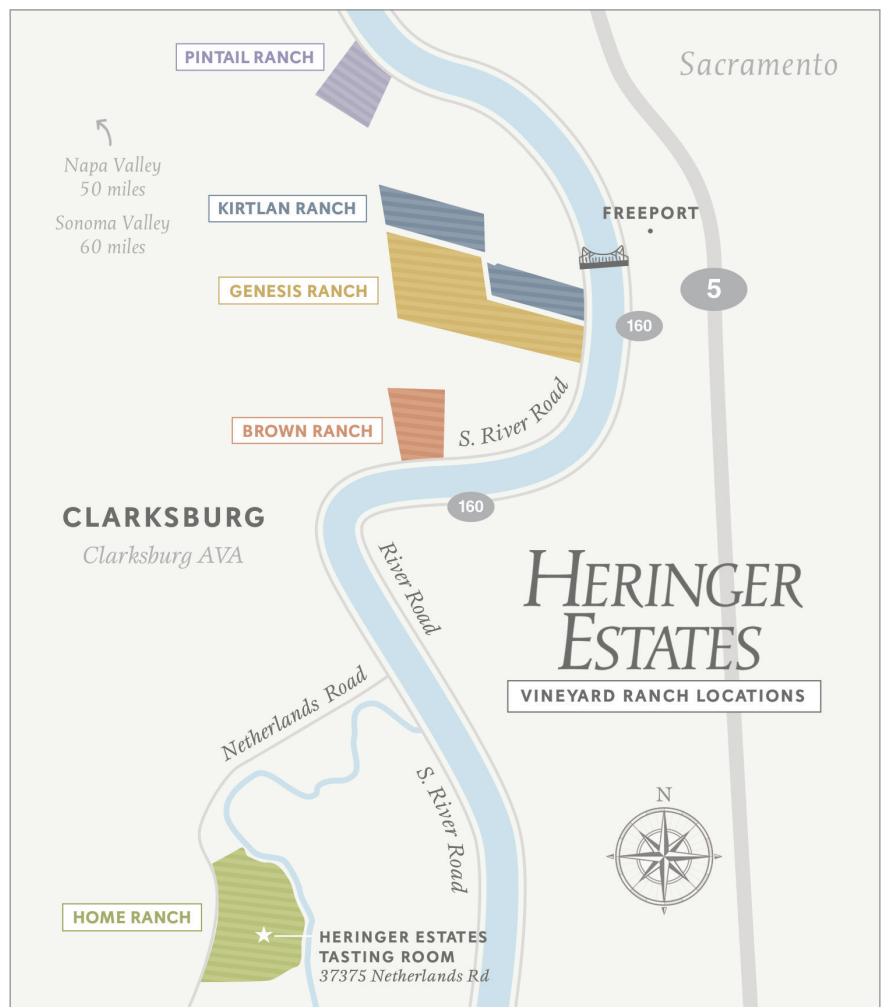 PINTAIL RANCH
Sacramento
Napa Valley
50 miles
Sonoma Valley
60 miles
KIRTLAN RANCH
FREEPORT
GENESIS RANCH
5
160
S. River Road
BROWN RANCH
160
CLARKSBURG
Clarksburg AVA
River Road
HERINGER
ESTATES
VINEYARD RANCH LOCATIONS
Netherlands Road
S. River Road
N
HOME RANCH
HERINGER ESTATES
TASTING ROOM
37375 Netherlands Rd